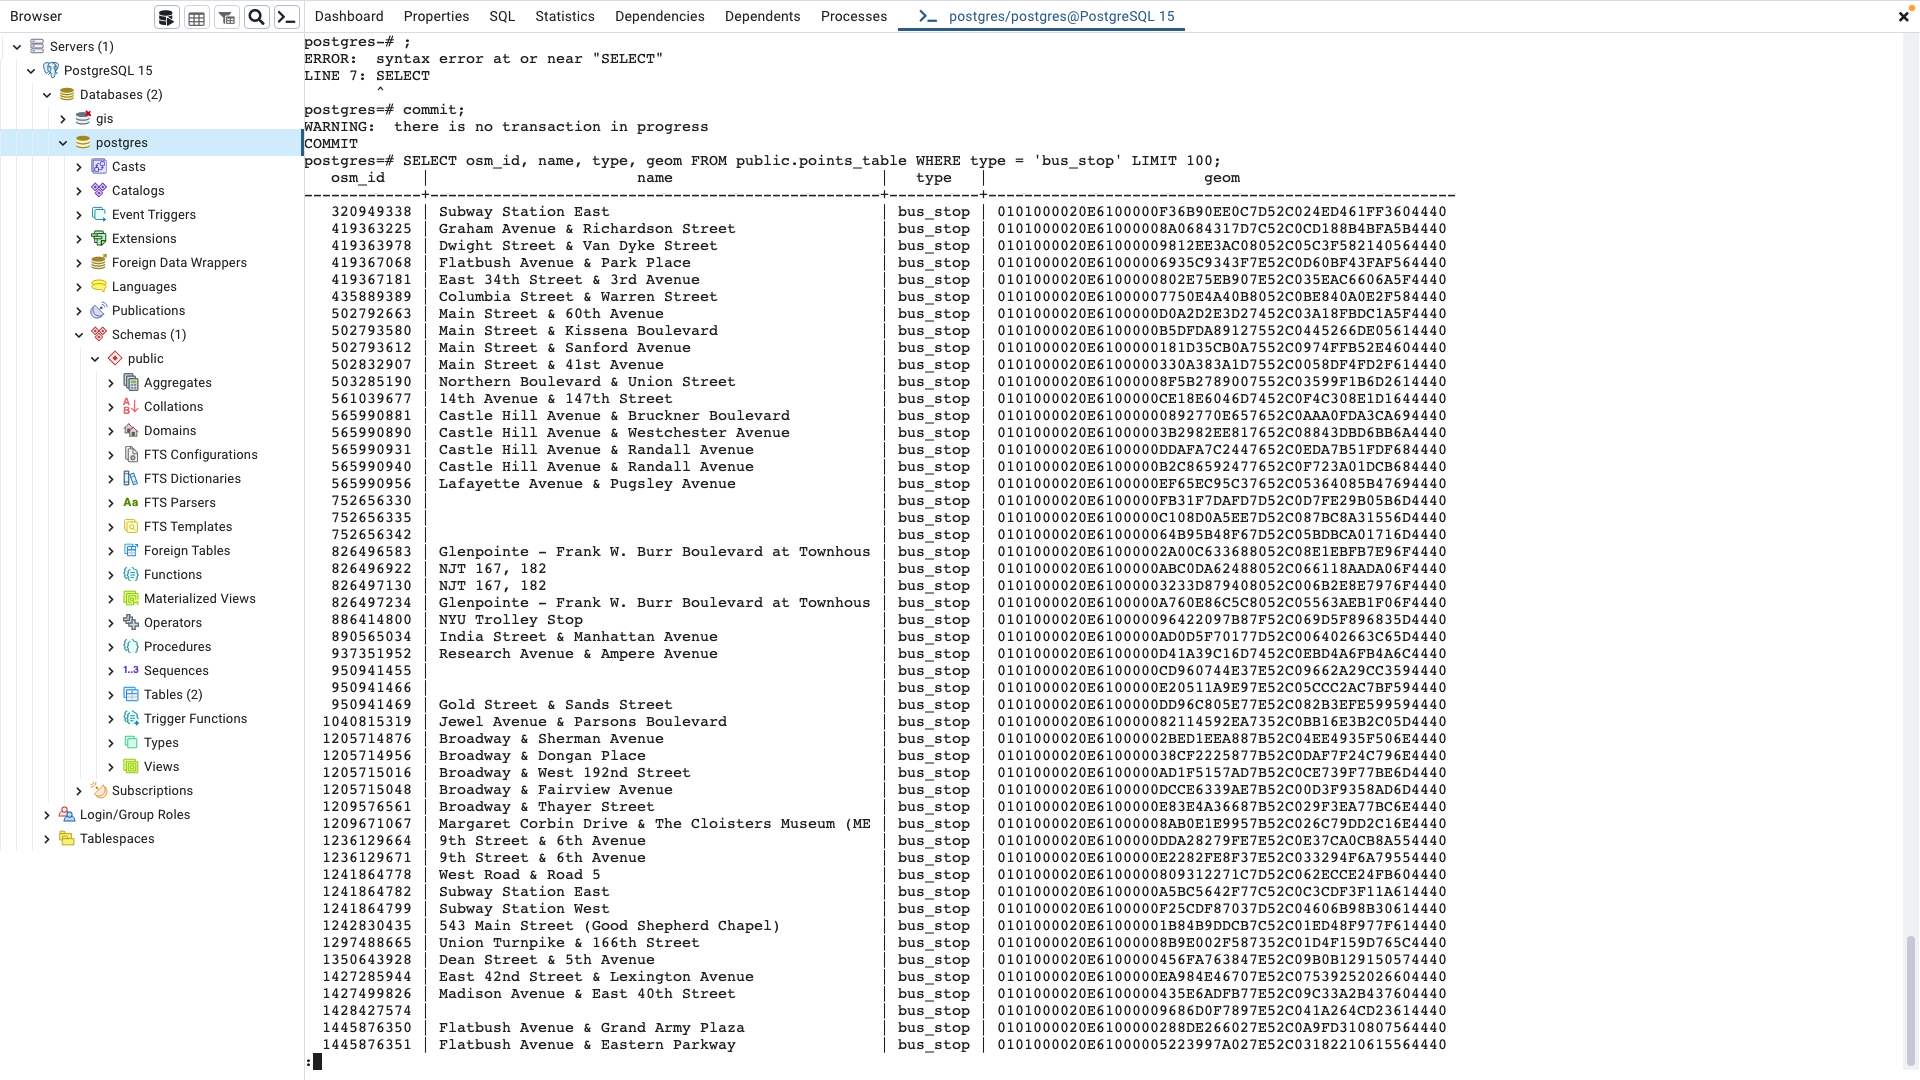 Browser
Dashboard Properties SQL Statistics Dependencies Dependents Processes postgres/postgres@PostgreSQL 15
Servers (1)
PostgreSQL 15
Databases (2)
gis
postgres
Casts
Catalogs
Event Triggers
Extensions
Foreign Data Wrappers
Languages
Publications
Schemas (1)
public
Aggregates
Collations
Domains
FTS Configurations
FTS Dictionaries
FTS Parsers
FTS Templates
Foreign Tables
Functions
Materialized Views
Operators
Procedures
Sequences
Tables (2)
Trigger Functions
Types
Views
Subscriptions
Login/Group Roles
Tablespaces
postgres-# ;
ERROR:  syntax error at or near "SELECT"
LINE 7: SELECT
^
postgres=# commit;
WARNING:  there is no transaction in progress
COMMIT
postgres=# SELECT osm_id, name, type, geom FROM public.points_table WHERE type = 'bus_stop' LIMIT 100;
osm_id | name | type | geom
320949338 | Subway Station East | bus_stop | 0101000020E6100000F36B90EE0C7D52C024ED461FF3604440
419363225 | Graham Avenue & Richardson Street | bus_stop | 0101000020E61000008A0684317D7C52C0CD188B4BFA5B4440
419363978 | Dwight Street & Van Dyke Street | bus_stop | 0101000020E61000009812EE3AC08052C05C3F582140564440
419367068 | Flatbush Avenue & Park Place | bus_stop | 0101000020E61000006935C9343F7E52C0D60BF43FAF564440
419367181 | East 34th Street & 3rd Avenue | bus_stop | 0101000020E6100000802E75EB907E52C035EAC6606A5F4440
435889389 | Columbia Street & Warren Street | bus_stop | 0101000020E61000007750E4A40B8052C0BE840A0E2F584440
502792663 | Main Street & 60th Avenue | bus_stop | 0101000020E6100000D0A2D2E3D27452C03A18FBDC1A5F4440
502793580 | Main Street & Kissena Boulevard | bus_stop | 0101000020E6100000B5DFDA89127552C0445266DE05614440
502793612 | Main Street & Sanford Avenue | bus_stop | 0101000020E6100000181D35CB0A7552C0974FFB52E4604440
502832907 | Main Street & 41st Avenue | bus_stop | 0101000020E6100000330A383A1D7552C0058DF4FD2F614440
503285190 | Northern Boulevard & Union Street | bus_stop | 0101000020E61000008F5B2789007552C03599F1B6D2614440
561039677 | 14th Avenue & 147th Street | bus_stop | 0101000020E6100000CE18E6046D7452C0F4C308E1D1644440
565990881 | Castle Hill Avenue & Bruckner Boulevard | bus_stop | 0101000020E61000000892770E657652C0AAA0FDA3CA694440
565990890 | Castle Hill Avenue & Westchester Avenue | bus_stop | 0101000020E61000003B2982EE817652C08843DBD6BB6A4440
565990931 | Castle Hill Avenue & Randall Avenue | bus_stop | 0101000020E6100000DDAFA7C2447652C0EDA7B51FDF684440
565990940 | Castle Hill Avenue & Randall Avenue | bus_stop | 0101000020E6100000B2C86592477652C0F723A01DCB684440
565990956 | Lafayette Avenue & Pugsley Avenue | bus_stop | 0101000020E6100000EF65EC95C37652C05364085B47694440
752656330 | | bus_stop | 0101000020E6100000FB31F7DAFD7D52C0D7FE29B05B6D4440
752656335 | | bus_stop | 0101000020E6100000C108D0A5EE7D52C087BC8A31556D4440
752656342 | | bus_stop | 0101000020E610000064B95B48F67D52C05BDBCA01716D4440
826496583 | Glenpointe - Frank W. Burr Boulevard at Townhous | bus_stop | 0101000020E61000002A00C633688052C08E1EBFB7E96F4440
826496922 | NJT 167, 182 | bus_stop | 0101000020E6100000ABC0DA62488052C066118AADA06F4440
826497130 | NJT 167, 182 | bus_stop | 0101000020E61000003233D879408052C006B2E8E7976F4440
826497234 | Glenpointe - Frank W. Burr Boulevard at Townhous | bus_stop | 0101000020E6100000A760E86C5C8052C05563AEB1F06F4440
886414800 | NYU Trolley Stop | bus_stop | 0101000020E610000096422097B87F52C069D5F896835D4440
890565034 | India Street & Manhattan Avenue | bus_stop | 0101000020E6100000AD0D5F70177D52C006402663C65D4440
937351952 | Research Avenue & Ampere Avenue | bus_stop | 0101000020E6100000D41A39C16D7452C0EBD4A6FB4A6C4440
950941455 | | bus_stop | 0101000020E6100000CD960744E37E52C09662A29CC3594440
950941466 | | bus_stop | 0101000020E6100000E20511A9E97E52C05CCC2AC7BF594440
950941469 | Gold Street & Sands Street | bus_stop | 0101000020E6100000DD96C805E77E52C082B3EFE599594440
1040815319 | Jewel Avenue & Parsons Boulevard | bus_stop | 0101000020E610000082114592EA7352C0BB16E3B2C05D4440
1205714876 | Broadway & Sherman Avenue | bus_stop | 0101000020E61000002BED1EEA887B52C04EE4935F506E4440
1205714956 | Broadway & Dongan Place | bus_stop | 0101000020E610000038CF2225877B52C0DAF7F24C796E4440
1205715016 | Broadway & West 192nd Street | bus_stop | 0101000020E6100000AD1F5157AD7B52C0CE739F77BE6D4440
1205715048 | Broadway & Fairview Avenue | bus_stop | 0101000020E6100000DCCE6339AE7B52C00D3F9358AD6D4440
1209576561 | Broadway & Thayer Street | bus_stop | 0101000020E6100000E83E4A36687B52C029F3EA77BC6E4440
1209671067 | Margaret Corbin Drive & The Cloisters Museum (ME | bus_stop | 0101000020E61000008AB0E1E9957B52C026C79DD2C16E4440
1236129664 | 9th Street & 6th Avenue | bus_stop | 0101000020E6100000DDA28279FE7E52C0E37CA0CB8A554440
1236129671 | 9th Street & 6th Avenue | bus_stop | 0101000020E6100000E2282FE8F37E52C033294F6A79554440
1241864778 | West Road & Road 5 | bus_stop | 0101000020E6100000809312271C7D52C062ECCE24FB604440
1241864782 | Subway Station East | bus_stop | 0101000020E6100000A5BC5642F77C52C0C3CDF3F11A614440
1241864799 | Subway Station West | bus_stop | 0101000020E6100000F25CDF87037D52C04606B98B30614440
1242830435 | 543 Main Street (Good Shepherd Chapel) | bus_stop | 0101000020E61000001B84B9DDCB7C52C01ED48F977F614440
1297488665 | Union Turnpike & 166th Street | bus_stop | 0101000020E61000008B9E002F587352C01D4F159D765C4440
1350643928 | Dean Street & 5th Avenue | bus_stop | 0101000020E6100000456FA763847E52C09B0B129150574440
1427285944 | East 42nd Street & Lexington Avenue | bus_stop | 0101000020E6100000EA984E46707E52C07539252026604440
1427499826 | Madison Avenue & East 40th Street | bus_stop | 0101000020E6100000435E6ADFB77E52C09C33A2B437604440
1428427574 | | bus_stop | 0101000020E61000009686D0F7897E52C041A264CD23614440
1445876350 | Flatbush Avenue & Grand Army Plaza | bus_stop | 0101000020E6100000288DE266027E52C0A9FD310807564440
1445876351 | Flatbush Avenue & Eastern Parkway | bus_stop | 0101000020E61000005223997A027E52C03182210615564440
: